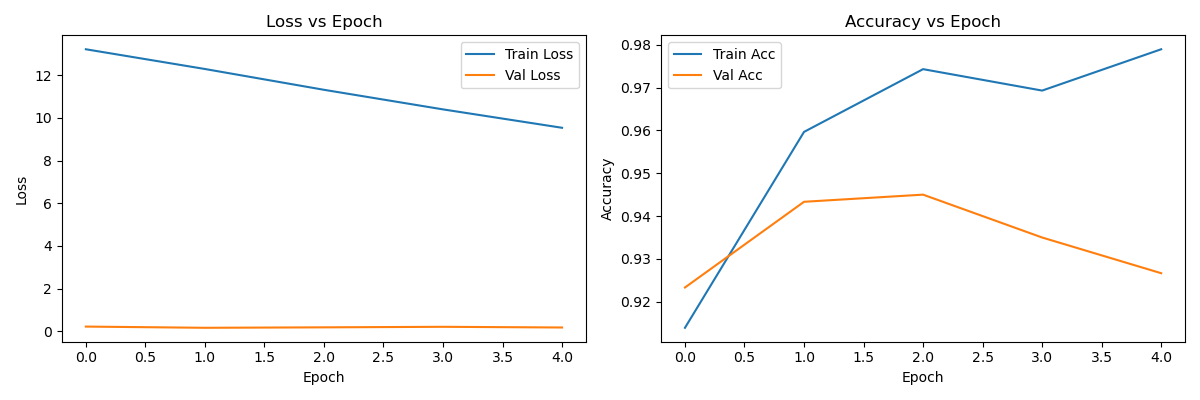 Loss vs Epoch
Train Loss
Val Loss
12
10
8
6
4
2
0
Loss
0.0 0.5 1.0 1.5 2.0 2.5 3.0 3.5 4.0
Epoch
Accuracy vs Epoch
Train Acc
Val Acc
0.98
0.97
0.96
0.95
0.94
0.93
0.92
Accuracy
0.0 0.5 1.0 1.5 2.0 2.5 3.0 3.5 4.0
Epoch